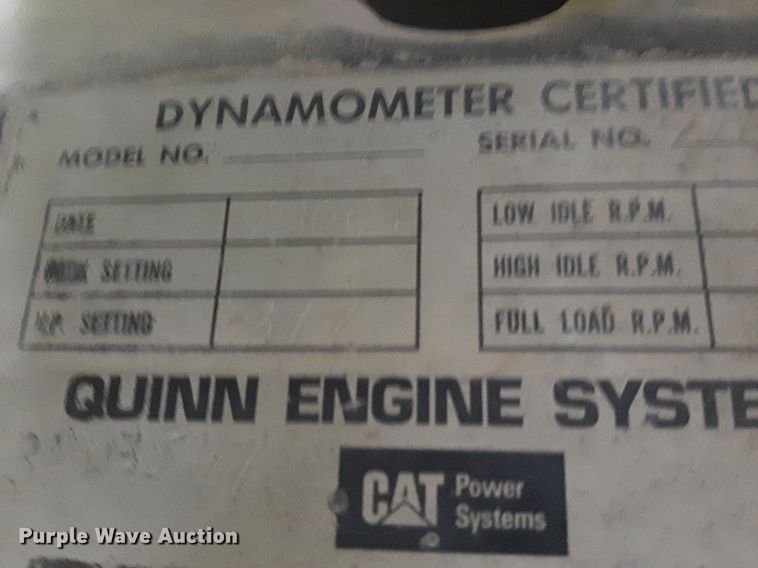 DYNAMOMETER CERTIFIED
MODEL NO.
SERIAL NO.
DATE
LOW IDLE R.P.M.
SETTING
HIGH IDLE R.P.M.
H.P. SETTING
FULL LOAD R.P.M.
QUINN ENGINE SYSTE
CAT Power
Systems
Purple Wave Auction